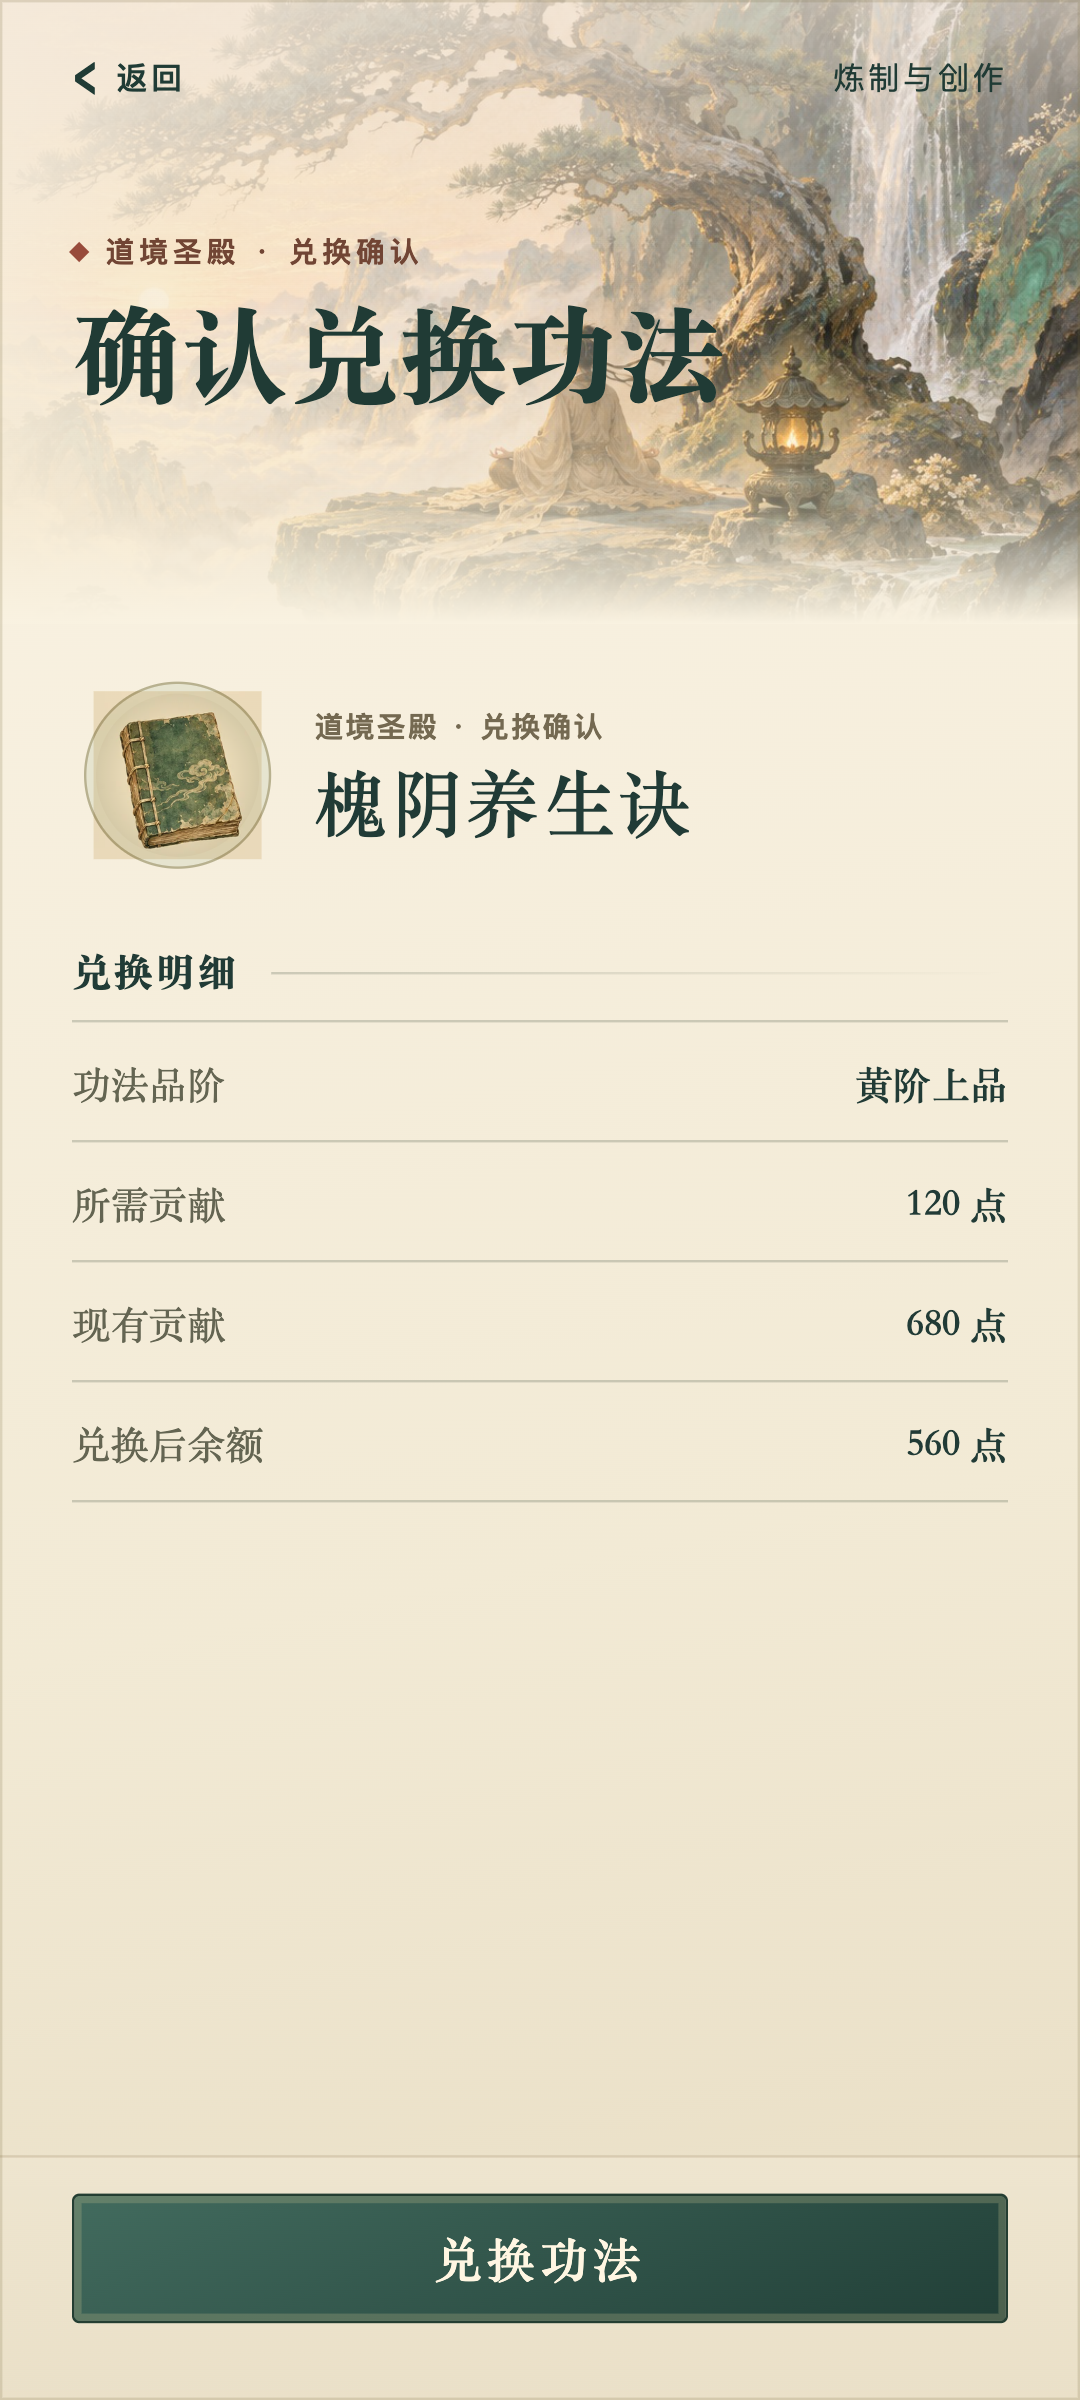 返回
炼制与创作
道境圣殿 · 兑换确认
确认兑换功法
道境圣殿 · 兑换确认
槐阴养生诀
兑换明细
功法品阶 黄阶上品
所需贡献 120 点
现有贡献 680 点
兑换后余额 560 点
兑换功法